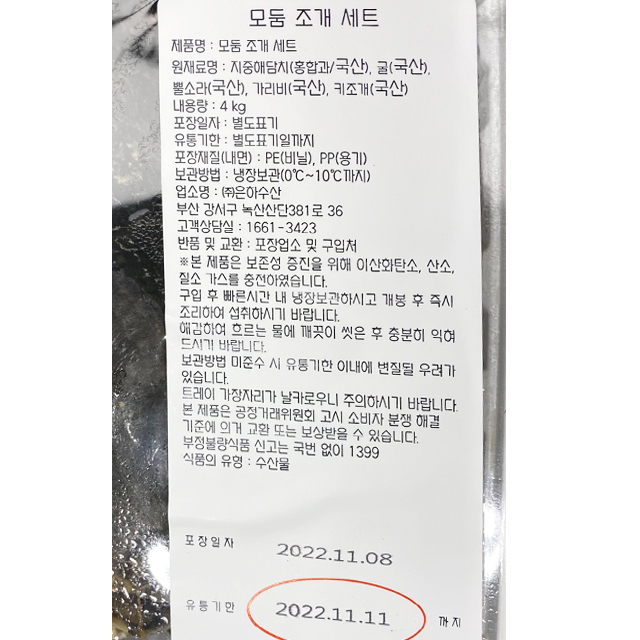 모둠 조개 세트
제품명 : 모둠 조개 세트
원재료명 : 지중해담치(홍합과/국산), 굴(국산),
뿔소라(국산), 가리비(국산), 키조개(국산)
내용량 : 4 kg
포장일자 : 별도표기
유통기한 : 별도표기일까지
포장재질(내면) : PE(비닐), PP(용기)
보관방법 : 냉장보관(0℃~10℃까지)
업소명 : ㈜은하수산
부산 강서구 녹산산단381로 36
고객상담실 : 1661-3423
반품 및 교환 : 포장업소 및 구입처
※본 제품은 보존성 증진을 위해 이산화탄소, 산소,
질소 가스를 충전하였습니다.
구입 후 빠른시간 내 냉장보관하시고 개봉 후 즉시
조리하여 섭취하시기 바랍니다.
해감하여 흐르는 물에 깨끗이 씻은 후 충분히 익혀
드시기 바랍니다.
보관방법 미준수 시 유통기한 이내에 변질될 우려가
있습니다.
트레이 가장자리가 날카로우니 주의하시기 바랍니다.
본 제품은 공정거래위원회 고시 소비자 분쟁 해결
기준에 의거 교환 또는 보상받을 수 있습니다.
부정불량식품 신고는 국번 없이 1399
식품의 유형 : 수산물
포장일자 2022.11.08
유통기한 2022.11.11 까지